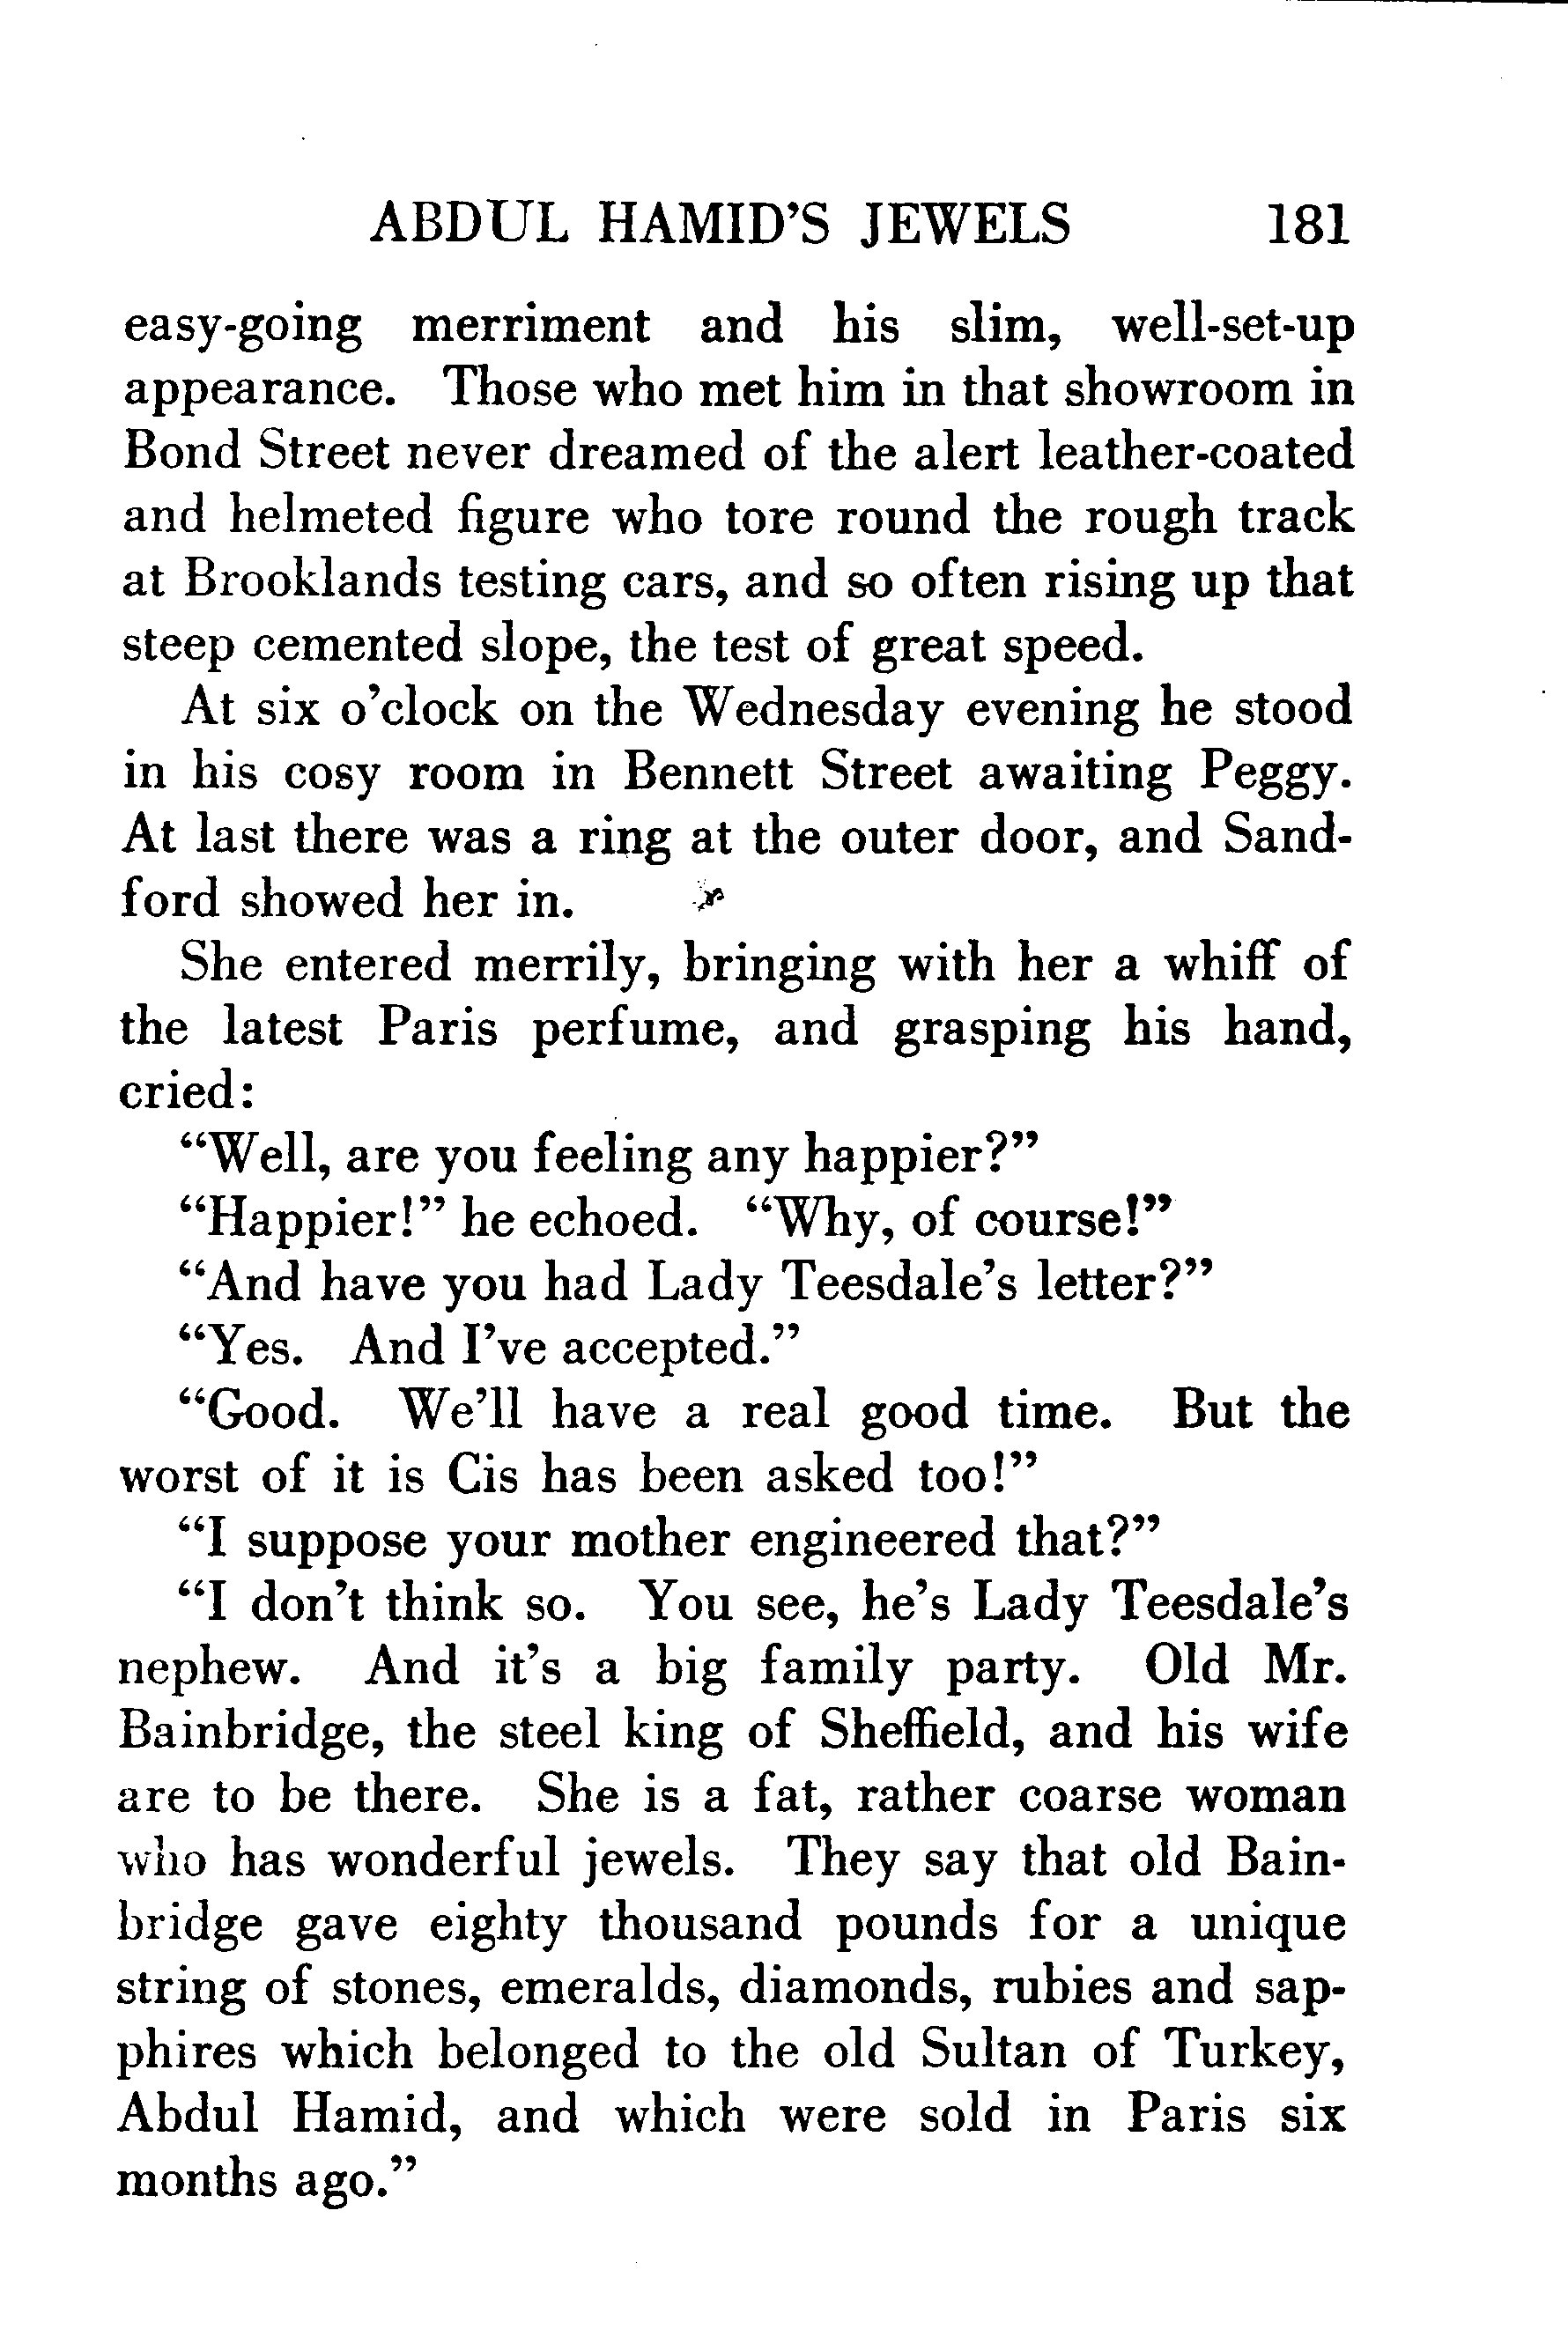 ABDUL HAMID'S JEWELS 181
easy-going merriment and his slim, well-set-up
appearance. Those who met him in that showroom in
Bond Street never dreamed of the alert leather-coated
and helmeted figure who tore round the rough track
at Brooklands testing cars, and so often rising up that
steep cemented slope, the test of great speed.
At six o'clock on the Wednesday evening he stood
in his cosy room in Bennett Street awaiting Peggy.
At last there was a ring at the outer door, and Sand-
ford showed her in.
She entered merrily, bringing with her a whiff of
the latest Paris perfume, and grasping his hand,
cried:
“Well, are you feeling any happier?”
“Happier!” he echoed. “Why, of course!”
“And have you had Lady Teesdale's letter?”
“Yes. And I've accepted.”
“Good. We'll have a real good time. But the
worst of it is Cis has been asked too!”
“I suppose your mother engineered that?”
“I don't think so. You see, he's Lady Teesdale's
nephew. And it's a big family party. Old Mr.
Bainbridge, the steel king of Sheffield, and his wife
are to be there. She is a fat, rather coarse woman
who has wonderful jewels. They say that old Bain-
bridge gave eighty thousand pounds for a unique
string of stones, emeralds, diamonds, rubies and sap-
phires which belonged to the old Sultan of Turkey,
Abdul Hamid, and which were sold in Paris six
months ago.”